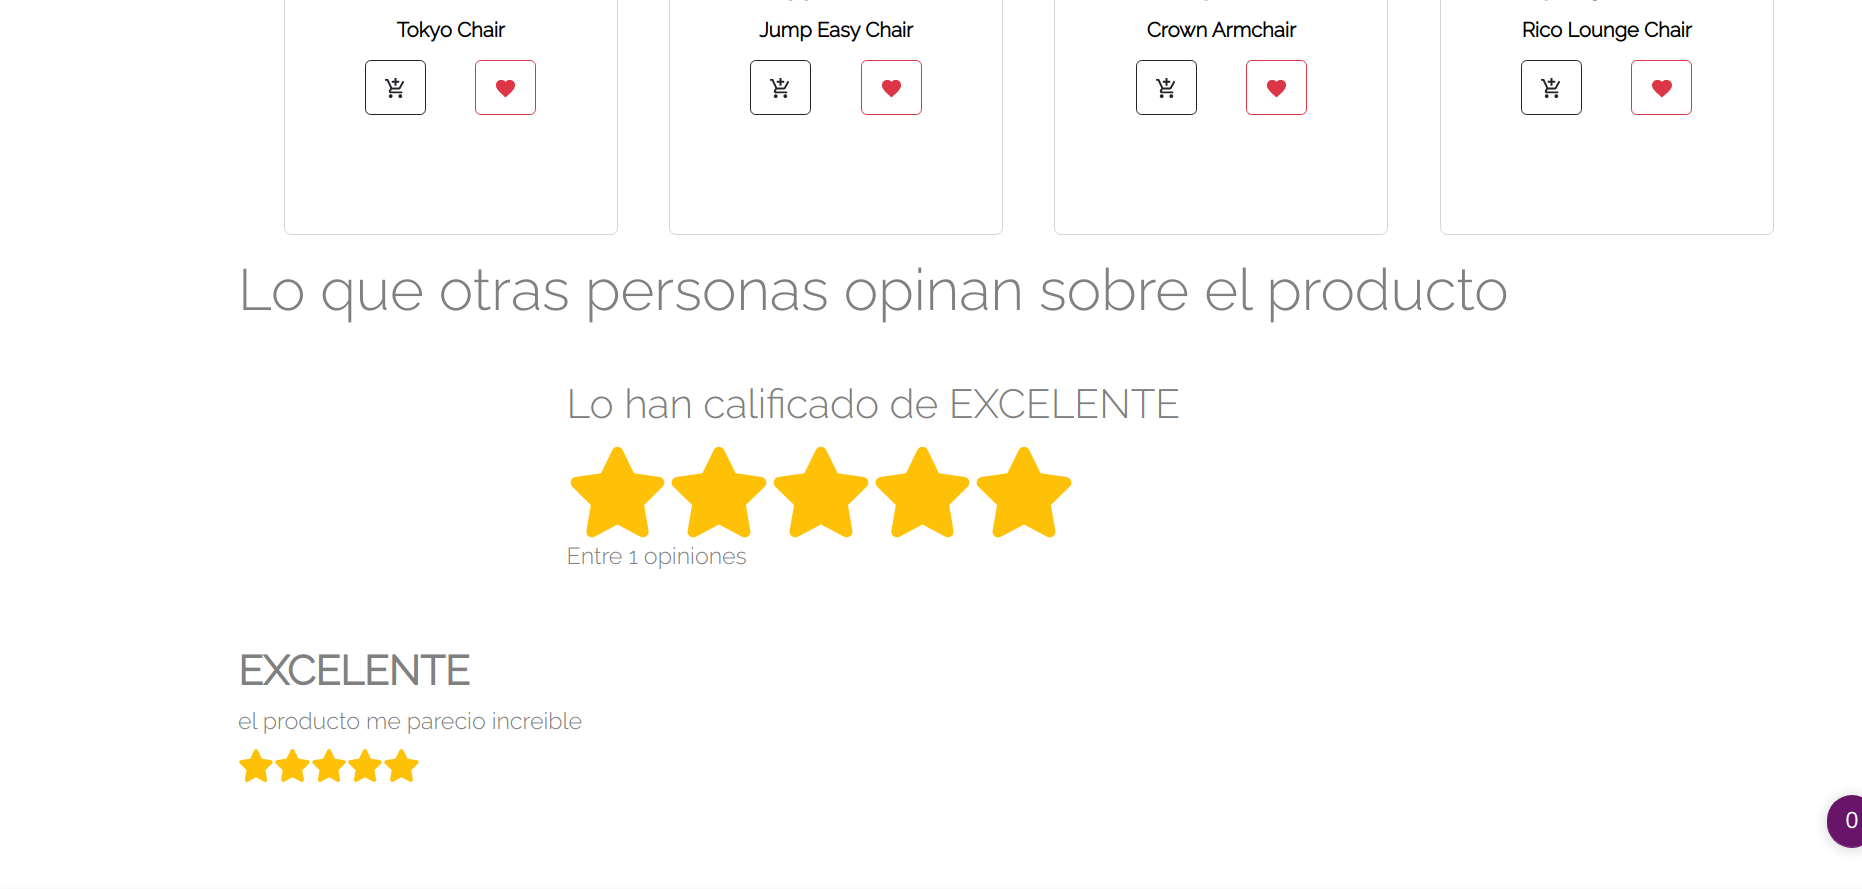 Tokyo Chair
Jump Easy Chair
Crown Armchair
Rico Lounge Chair
Lo que otras personas opinan sobre el producto
Lo han calificado de EXCELENTE
Entre 1 opiniones
EXCELENTE
el producto me parecio increible
0